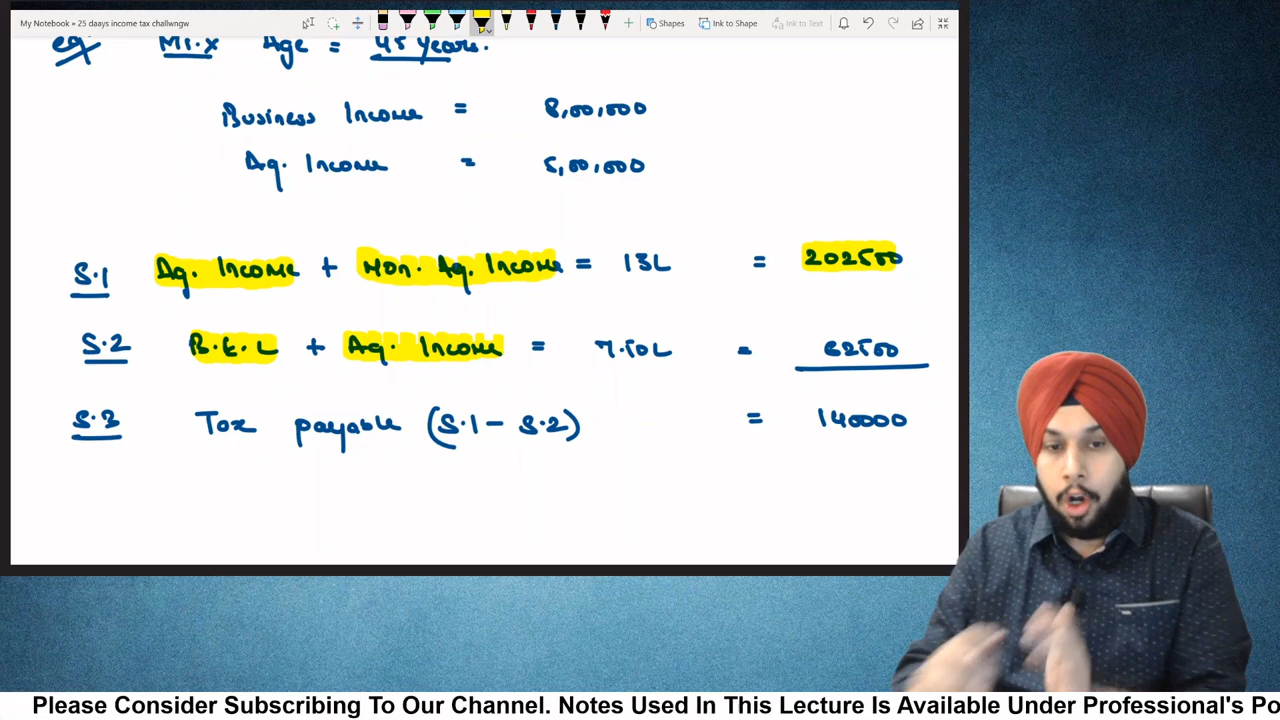 My Notebook » 25 daays income tax challwngw
Shapes
Ink to Shape
Ink to Text
eq Mr.X Age = 45 years.
Business Income = 8,00,000
Ag. Income = 5,00,000
S.1 Ag. Income + Non. Ag. Income = 13L = 202500
S.2 B.E.L + Ag. Income = 7.50L = 62500
S.3 Tax payable (S.1 - S.2) = 140000
Please Consider Subscribing To Our Channel. Notes Used In This Lecture Is Available Under Professional's Po